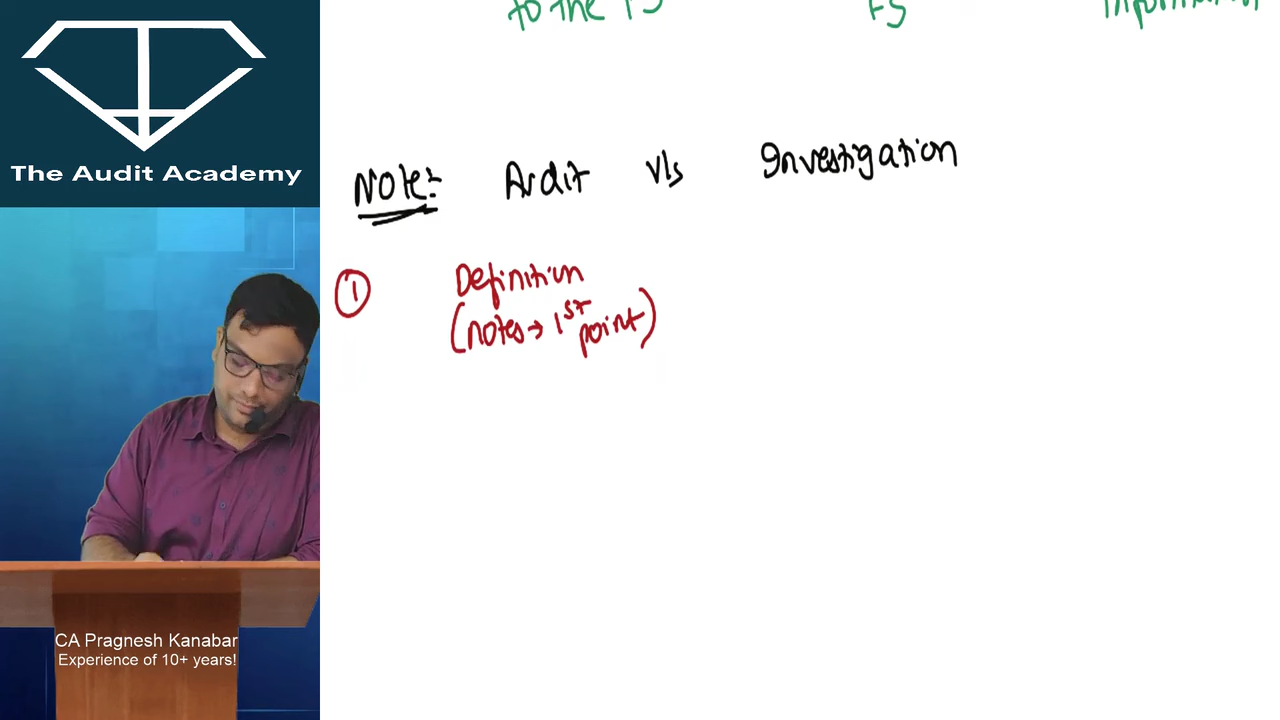 to the FS
FS
The Audit Academy
Note:- Audit v/s Investigation
① Definition
(notes → 1st point)
CA Pragnesh Kanabar
Experience of 10+ years!